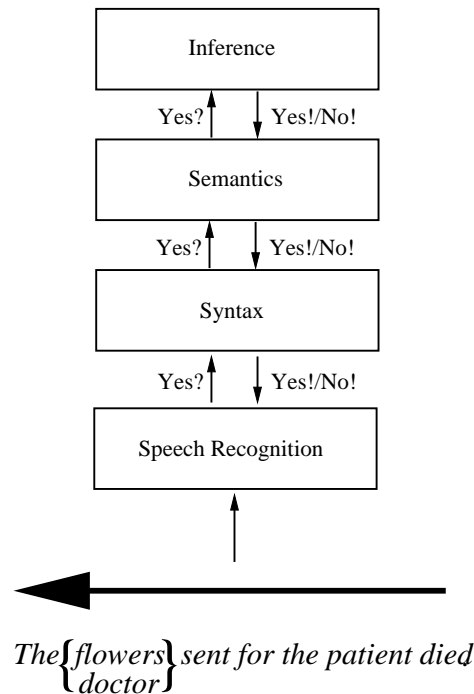 Inference
Yes? Yes!/No!
Semantics
Yes? Yes!/No!
Syntax
Yes? Yes!/No!
Speech Recognition
The {flowers} sent for the patient died.
doctor